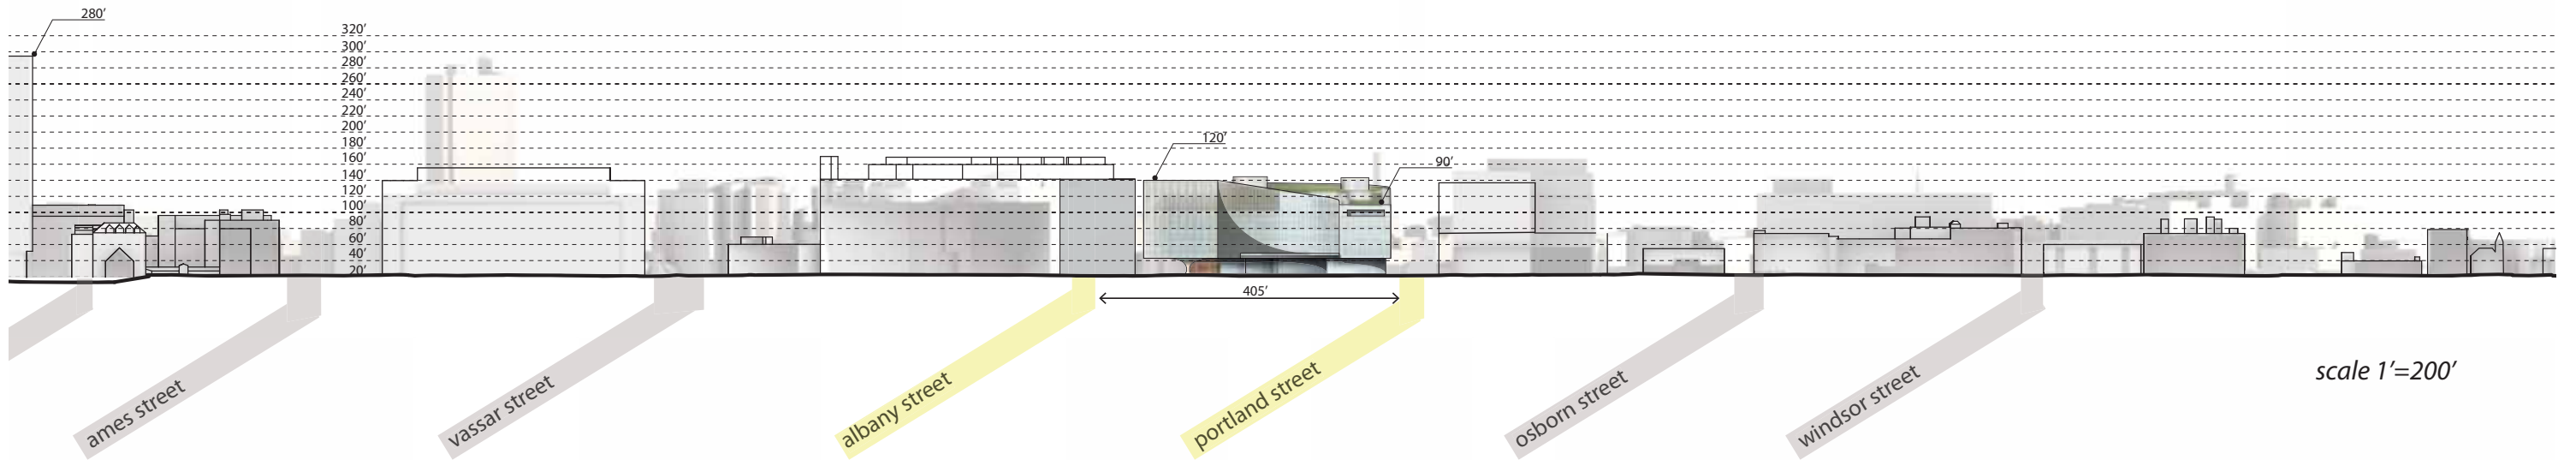 280’
320’
300’
280’
260’
240’
220’
200’
180’
160’
140’
120’
100’
80’
60’
40’
20’
120’
90’
405’
ames street
vassar street
albany street
portland street
osborn street
windsor street
scale 1’=200’